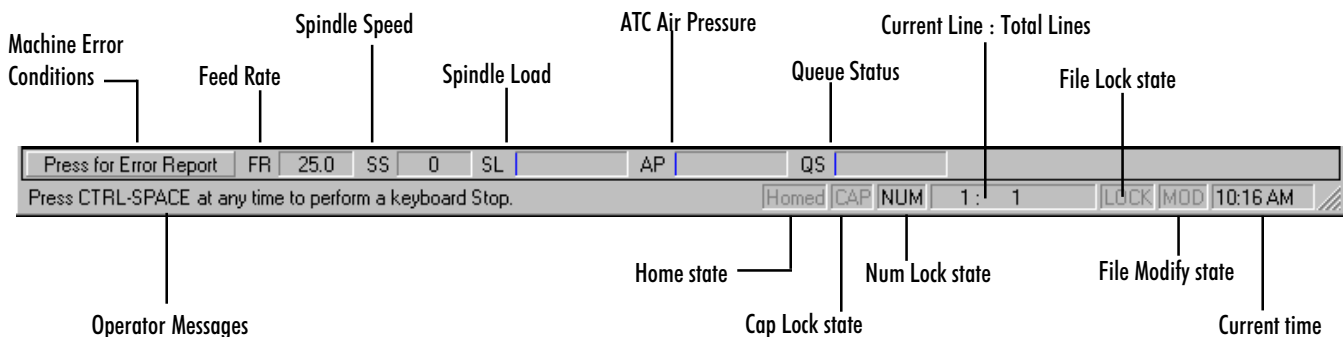 Spindle Speed
ATC Air Pressure
Current Line : Total Lines
Machine Error
Conditions
Feed Rate
Spindle Load
Queue Status
File Lock state
Press for Error Report FR 25.0 SS 0 SL AP QS
Press CTRL-SPACE at any time to perform a keyboard Stop. Homed CAP NUM 1 : 1 LOCK MOD 10:16 AM
Home state
Num Lock state
File Modify state
Operator Messages
Cap Lock state
Current time